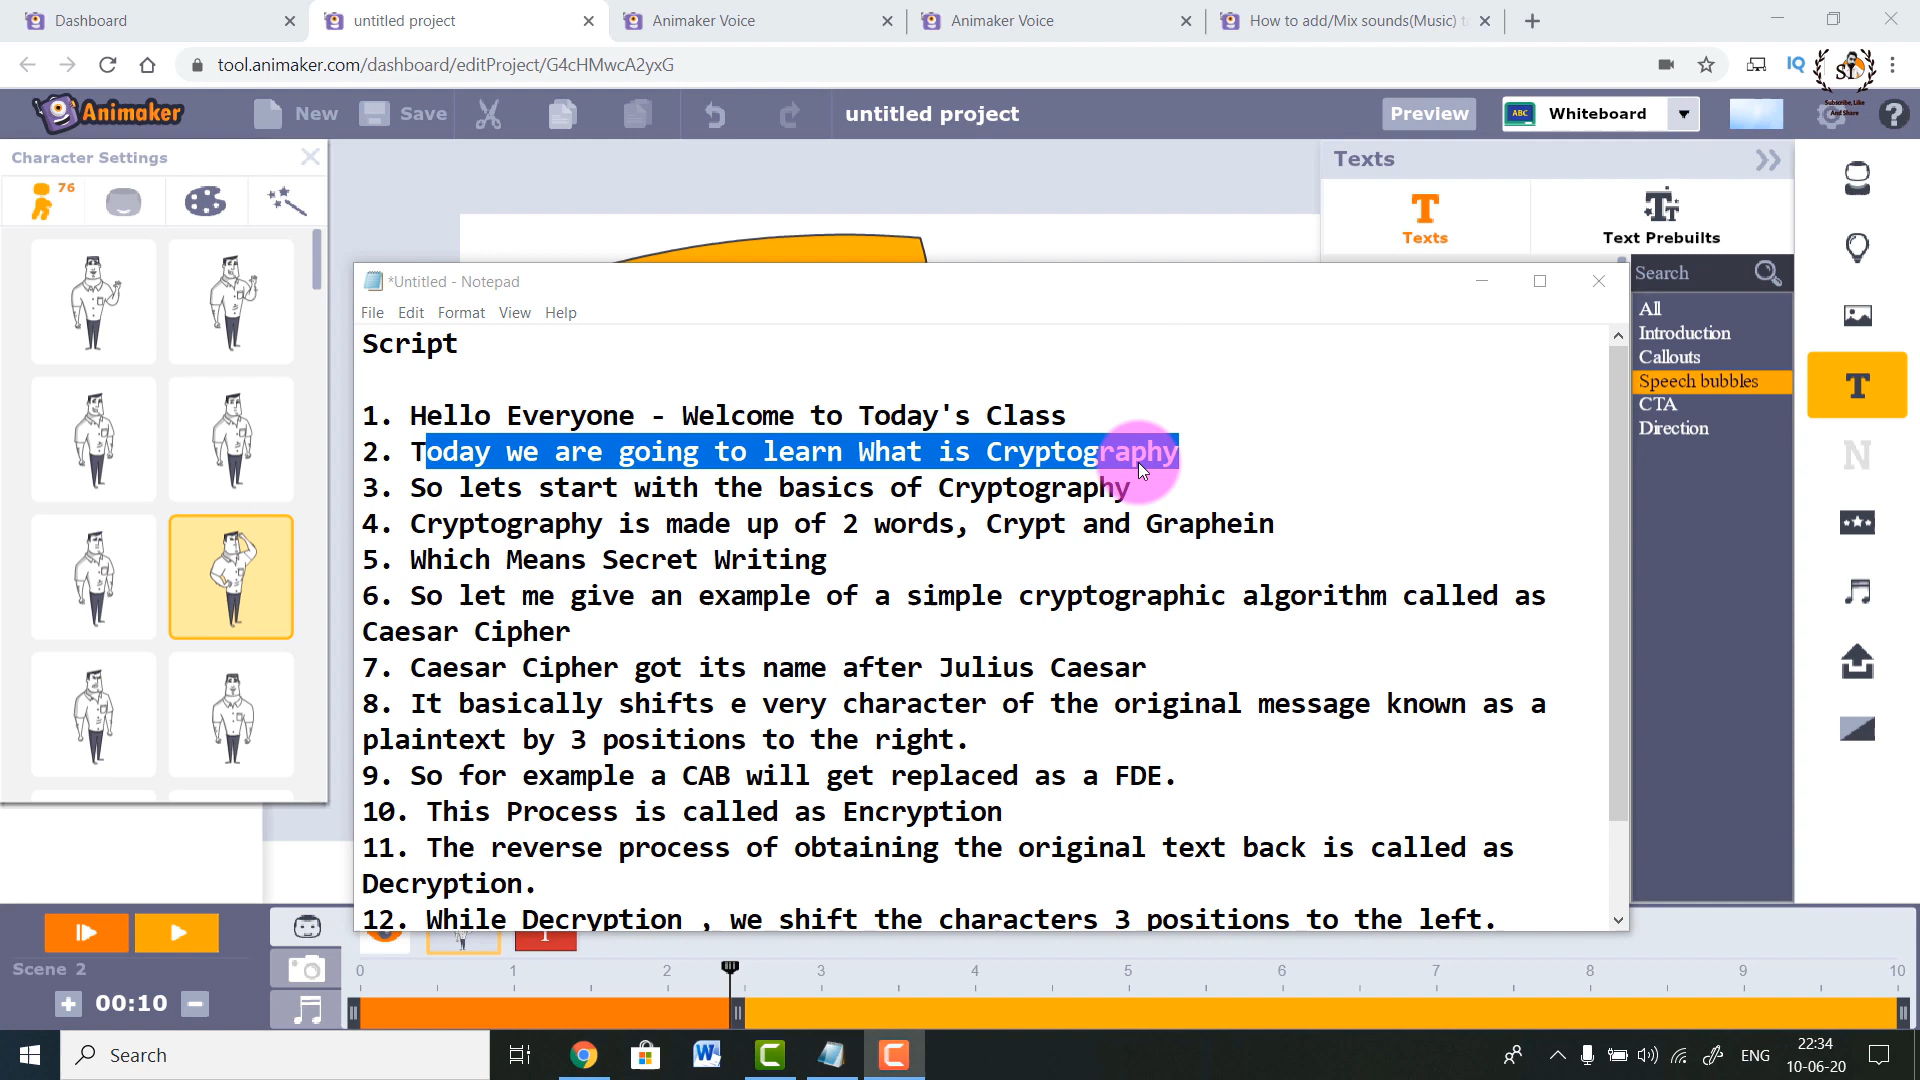 Dashboard
untitled project
Animaker Voice
Animaker Voice
How to add/Mix sounds(Music) t
tool.animaker.com/dashboard/editProject/G4cHMwcA2yxG
IQ
Subscribe, Like
And Share
Animaker
New
Save
untitled project
Preview
ABC
Whiteboard
Character Settings
76
Texts
Texts
Text Prebuilts
Search
All
Introduction
Callouts
Speech bubbles
CTA
Direction
*Untitled - Notepad
File Edit Format View Help
Script
1. Hello Everyone - Welcome to Today's Class
2. Today we are going to learn What is Cryptography
3. So lets start with the basics of Cryptography
4. Cryptography is made up of 2 words, Crypt and Graphein
5. Which Means Secret Writing
6. So let me give an example of a simple cryptographic algorithm called as
Caesar Cipher
7. Caesar Cipher got its name after Julius Caesar
8. It basically shifts e very character of the original message known as a
plaintext by 3 positions to the right.
9. So for example a CAB will get replaced as a FDE.
10. This Process is called as Encryption
11. The reverse process of obtaining the original text back is called as
Decryption.
12. While Decryption , we shift the characters 3 positions to the left.
Scene 2
00:10
0 1 2 3 4 5 6 7 8 9 10
Search
ENG
22:34
10-06-20